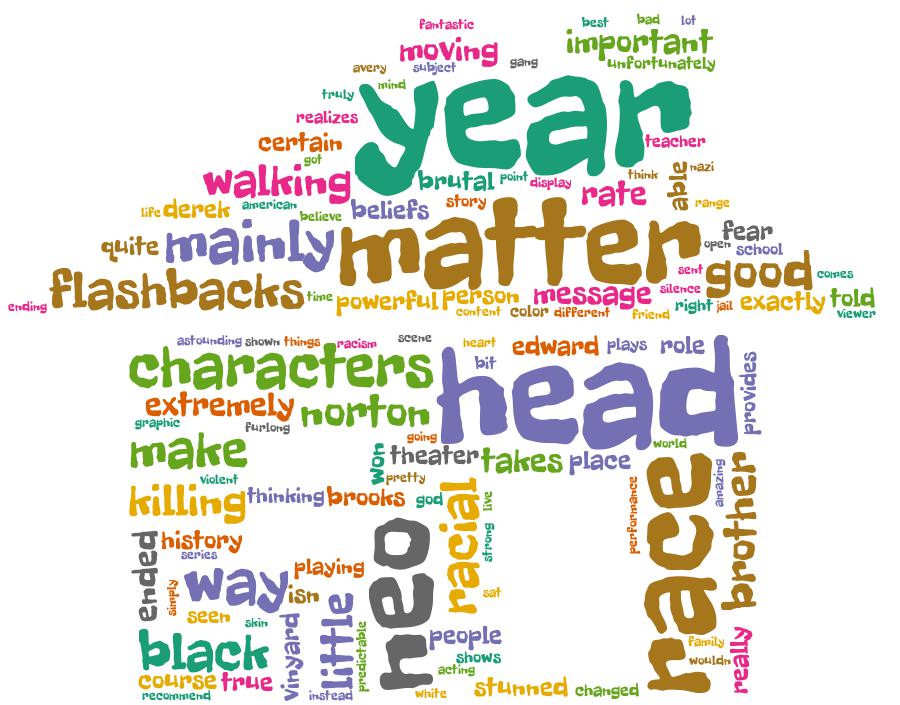 fantastic
best bad lot
moving important
avery subject gang unfortunately
truly mind year
realizes
certain teacher
got
walking brutal point display think able nazi
rate
life derek american believe beliefs story range
quite mainly matter open fear
school
flashbacks sent good comes
ending time powerful person message silence right jail exactly told
content color different friend viewer
astounding shown things racism scene heart edward plays role
characters bit head provides
extremely norton
graphic furlong going world
make won theater takes place
violent pretty
killing thinking brooks god racial live performance race amazing brother
ended history neo strong
series
simply way playing
isn sat
seen skin vinyard little predictable people family
black shows wouldn really
acting
course true stunned changed
recommend instead white